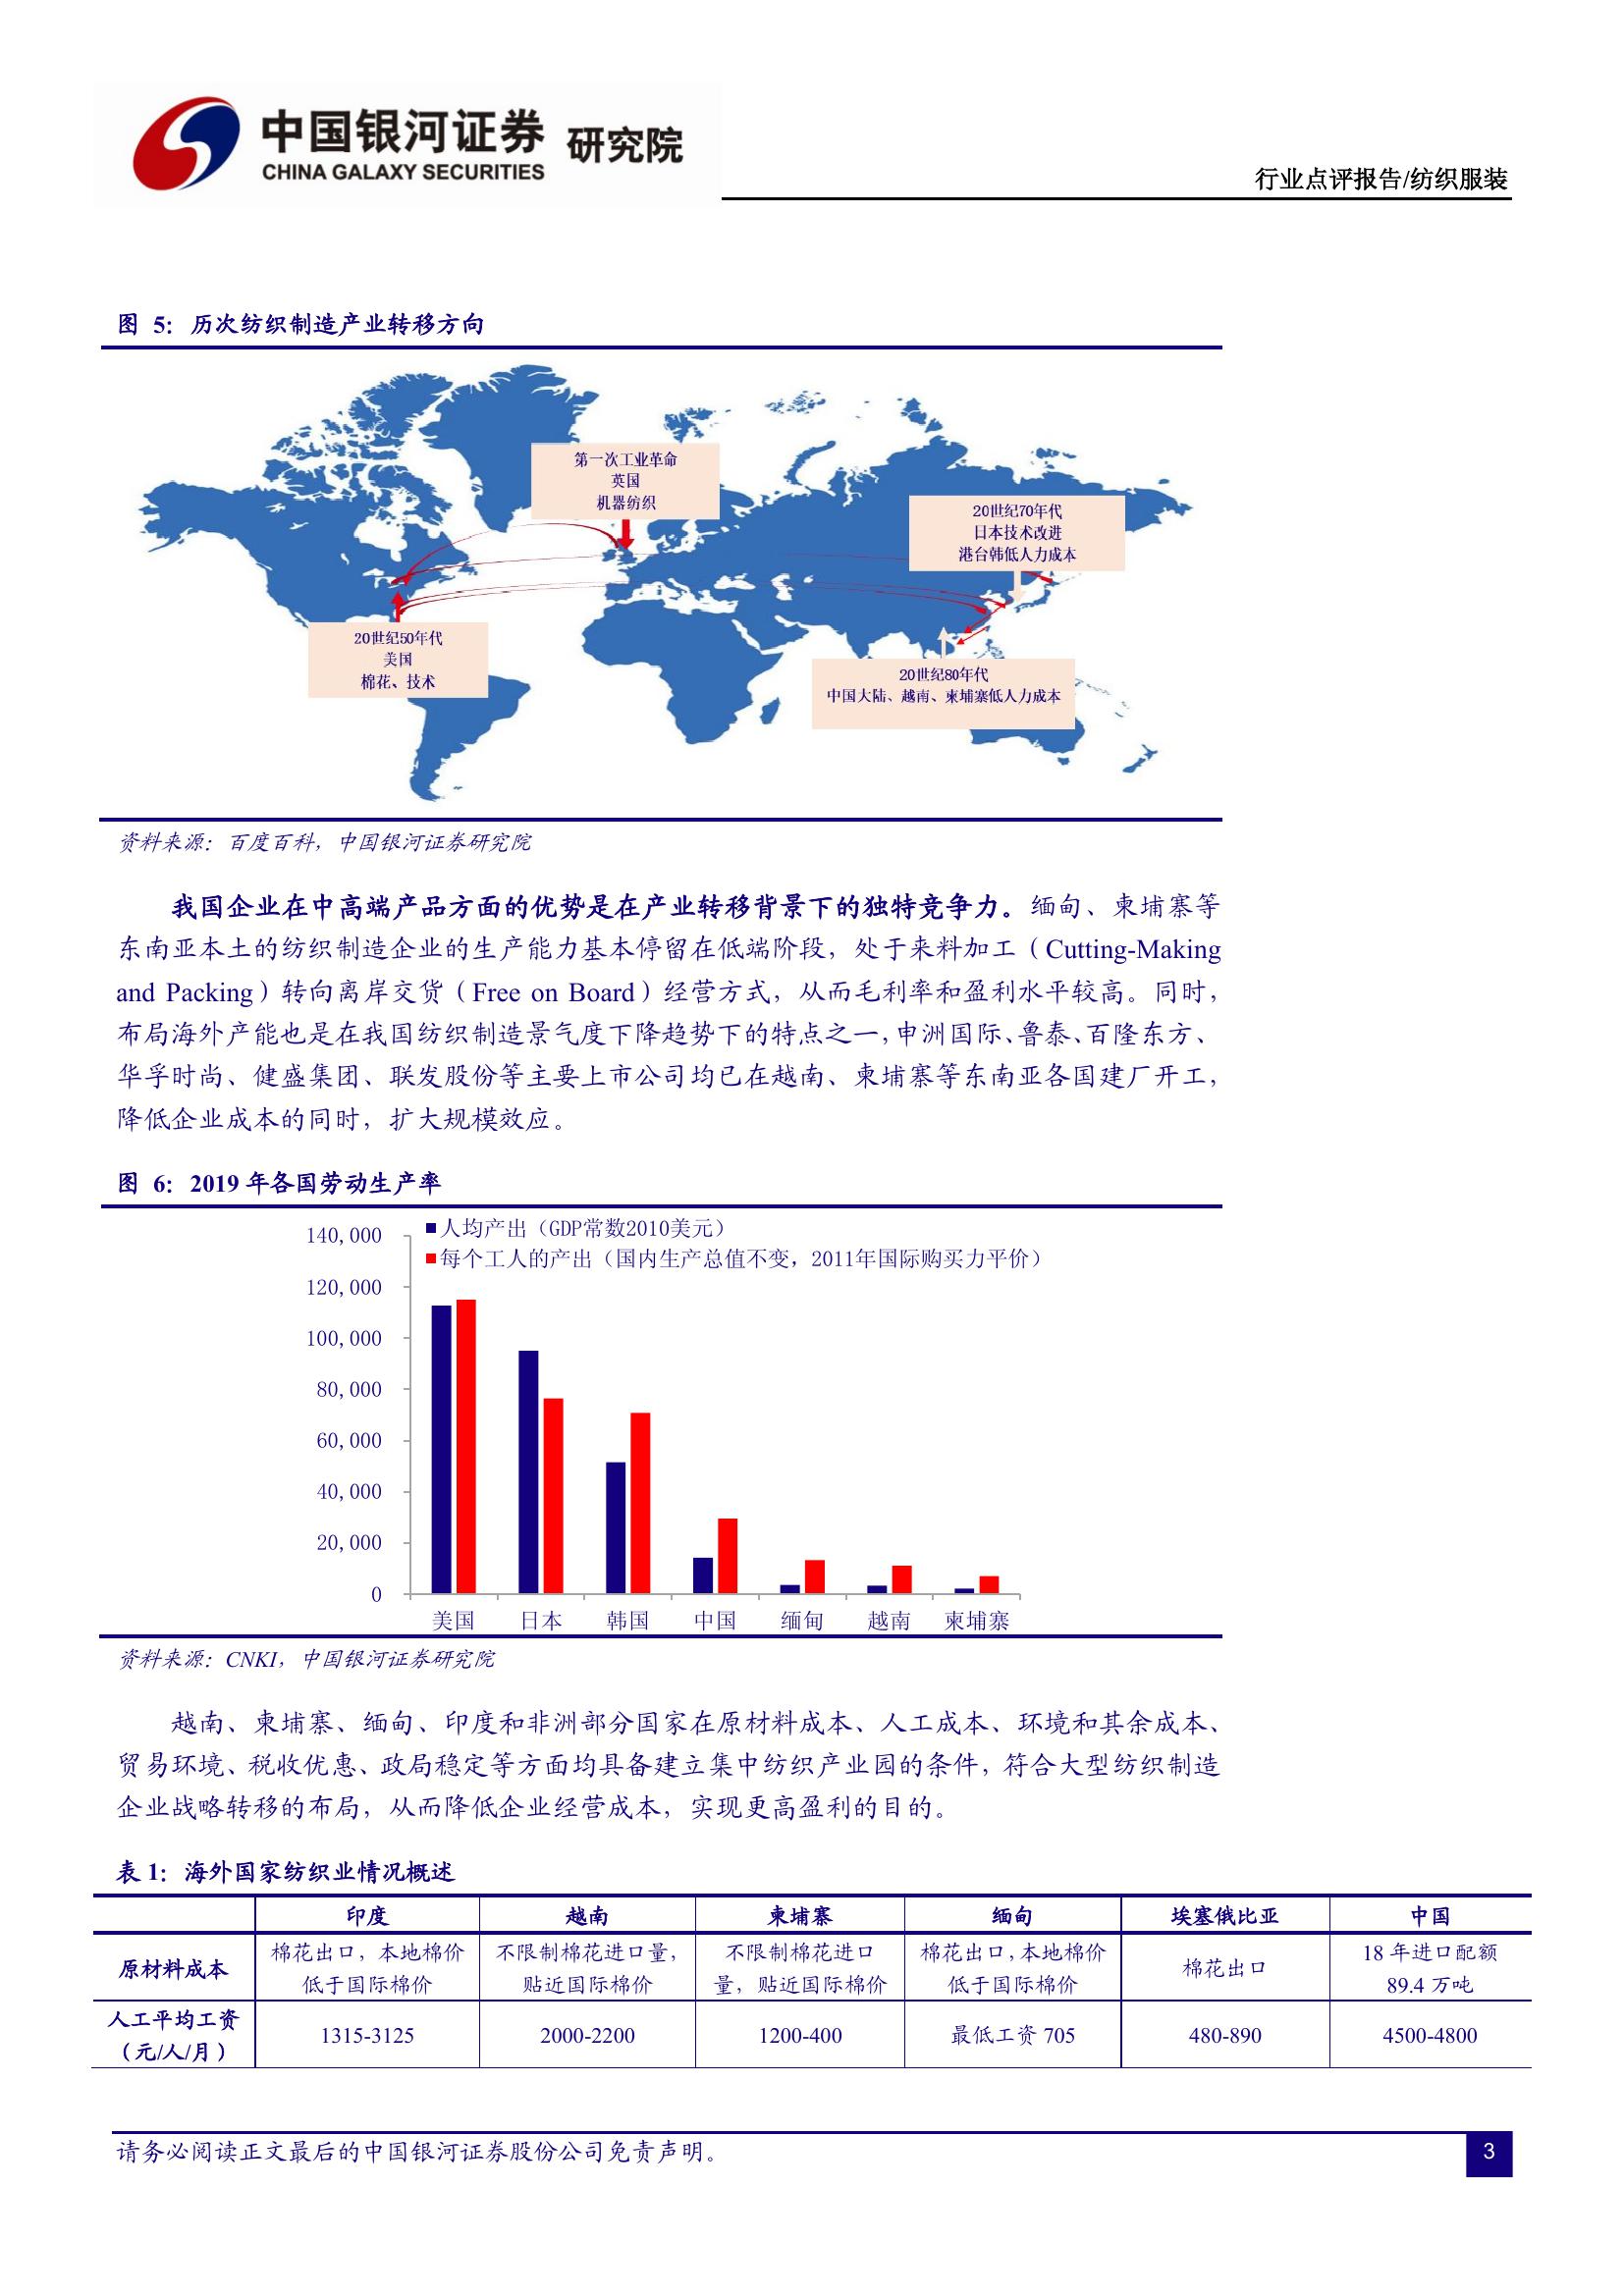 中国银河证券 研究院
CHINA GALAXY SECURITIES
行业点评报告/纺织服装
图 5：历次纺织制造产业转移方向
第一次工业革命
英国
机器纺织
20世纪70年代
日本技术改进
港台韩低人力成本
20世纪50年代
美国
棉花、技术
20世纪80年代
中国大陆、越南、柬埔寨低人力成本
资料来源：百度百科，中国银河证券研究院
我国企业在中高端产品方面的优势是在产业转移背景下的独特竞争力。缅甸、柬埔寨等
东南亚本土的纺织制造企业的生产能力基本停留在低端阶段，处于来料加工（Cutting-Making
and Packing）转向离岸交货（Free on Board）经营方式，从而毛利率和盈利水平较高。同时，
布局海外产能也是在我国纺织制造景气度下降趋势下的特点之一，申洲国际、鲁泰、百隆东方、
华孚时尚、健盛集团、联发股份等主要上市公司均已在越南、柬埔寨等东南亚各国建厂开工，
降低企业成本的同时，扩大规模效应。
图 6：2019 年各国劳动生产率
人均产出（GDP常数2010美元）
每个工人的产出（国内生产总值不变，2011年国际购买力平价）
140,000
120,000
100,000
80,000
60,000
40,000
20,000
0
美国 日本 韩国 中国 缅甸 越南 柬埔寨
资料来源：CNKI，中国银河证券研究院
越南、柬埔寨、缅甸、印度和非洲部分国家在原材料成本、人工成本、环境和其余成本、
贸易环境、税收优惠、政局稳定等方面均具备建立集中纺织产业园的条件，符合大型纺织制造
企业战略转移的布局，从而降低企业经营成本，实现更高盈利的目的。
表 1：海外国家纺织业情况概述
印度 越南 柬埔寨 缅甸 埃塞俄比亚 中国
原材料成本 棉花出口，本地棉价低于国际棉价 不限制棉花进口量，贴近国际棉价 不限制棉花进口量，贴近国际棉价 棉花出口，本地棉价低于国际棉价 棉花出口 18 年进口配额 89.4 万吨
人工平均工资（元/人/月） 1315-3125 2000-2200 1200-400 最低工资 705 480-890 4500-4800
请务必阅读正文最后的中国银河证券股份公司免责声明。
3